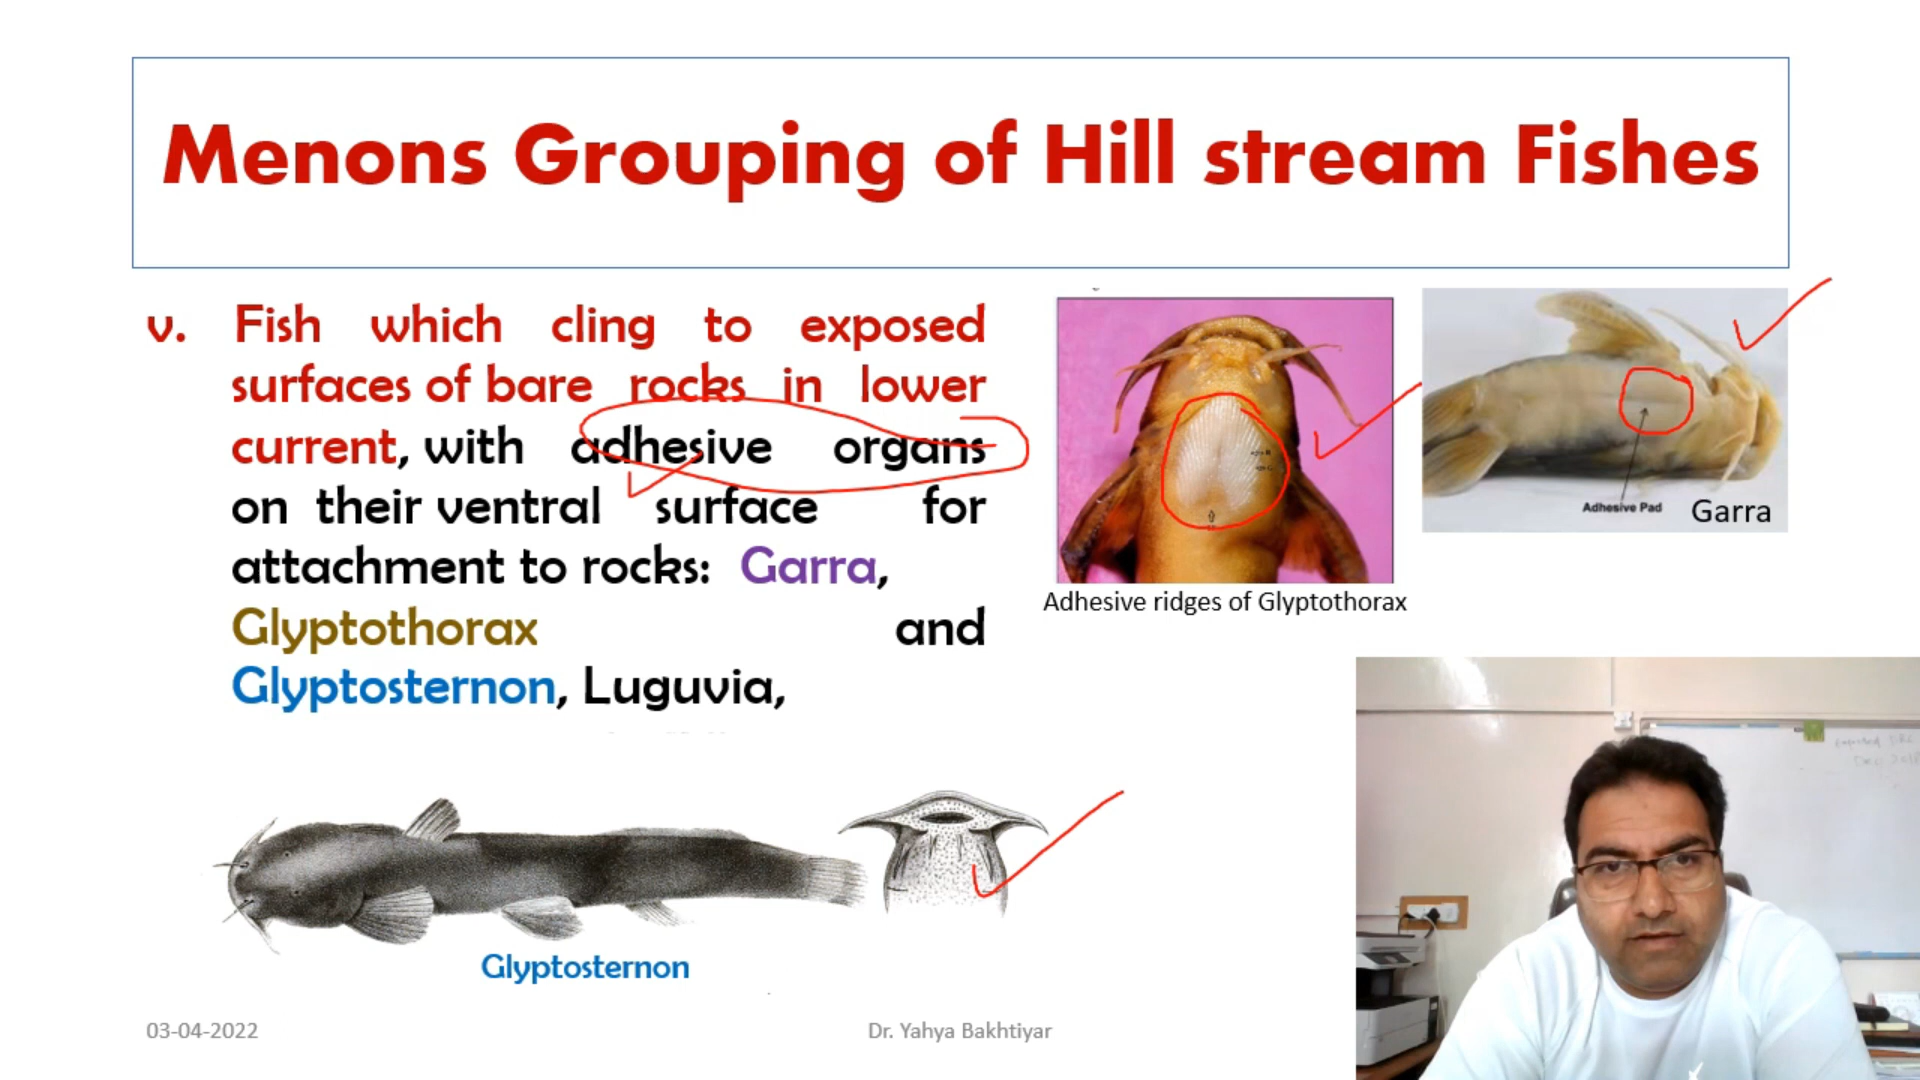 Menons Grouping of Hill stream Fishes
v. Fish which cling to exposed
surfaces of bare rocks in lower
current, with adhesive organs
on their ventral surface for
attachment to rocks: Garra,
Glyptothorax and
Glyptosternon, Luguvia,
Adhesive Pad
Garra
Adhesive ridges of Glyptothorax
Glyptosternon
03-04-2022
Dr. Yahya Bakhtiyar